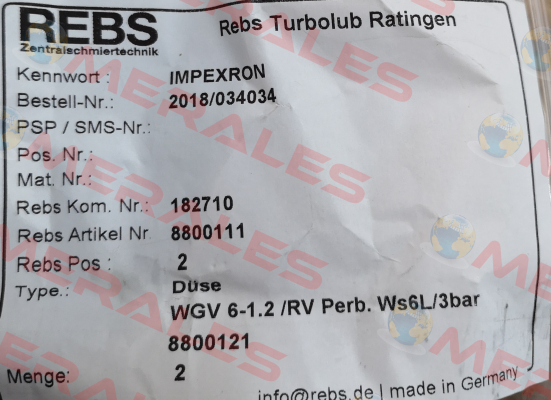 REBS
Zentralschmiertechnik
Rebs Turbolub Ratingen
Kennwort : IMPEXRON
Bestell-Nr.: 2018/034034
PSP / SMS-Nr.:
Pos. Nr.:
Mat. Nr.:
Rebs Kom. Nr.: 182710
Rebs Artikel Nr 8800111
Rebs Pos : 2
Type.: Düse
WGV 6-1.2 /RV Perb. Ws6L/3bar
8800121
Menge: 2
info@rebs.de | made in Germany
MERALES